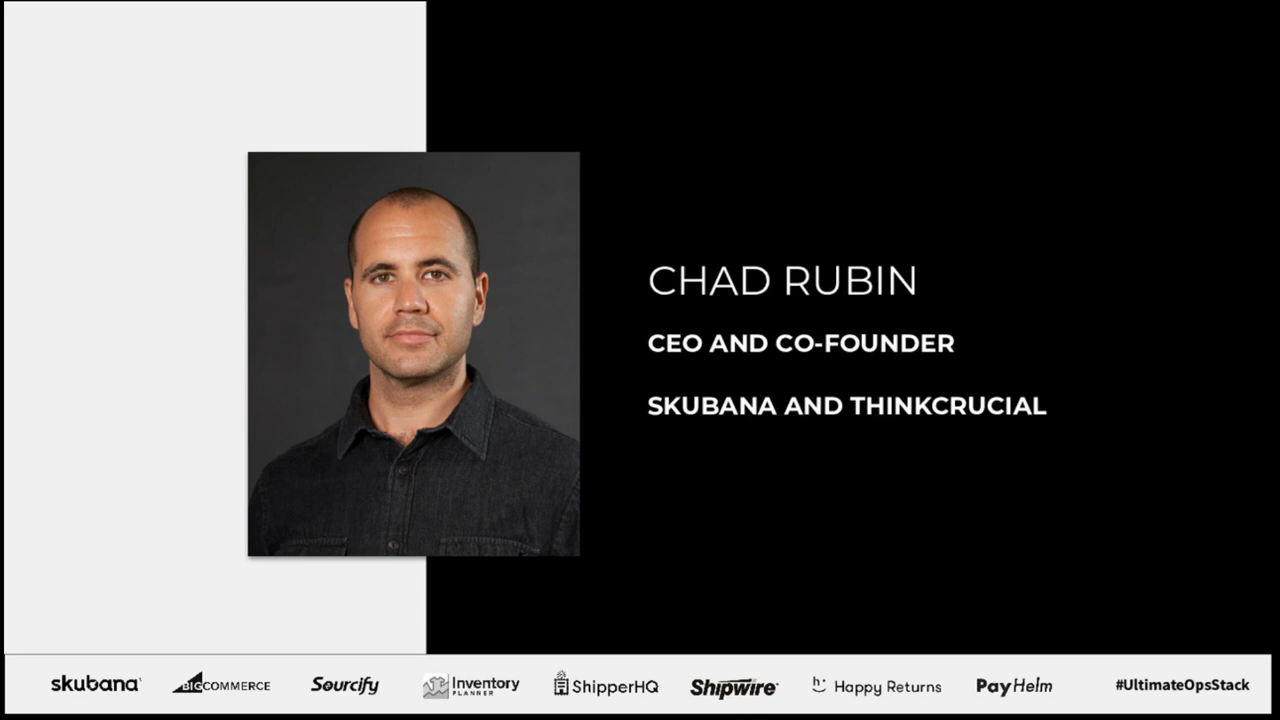 CHAD RUBIN
CEO AND CO-FOUNDER
SKUBANA AND THINKCRUCIAL
skubana BIGCOMMERCE Sourcify Inventory PLANNER ShipperHQ Shipwire Happy Returns PayHelm #UltimateOpsStack